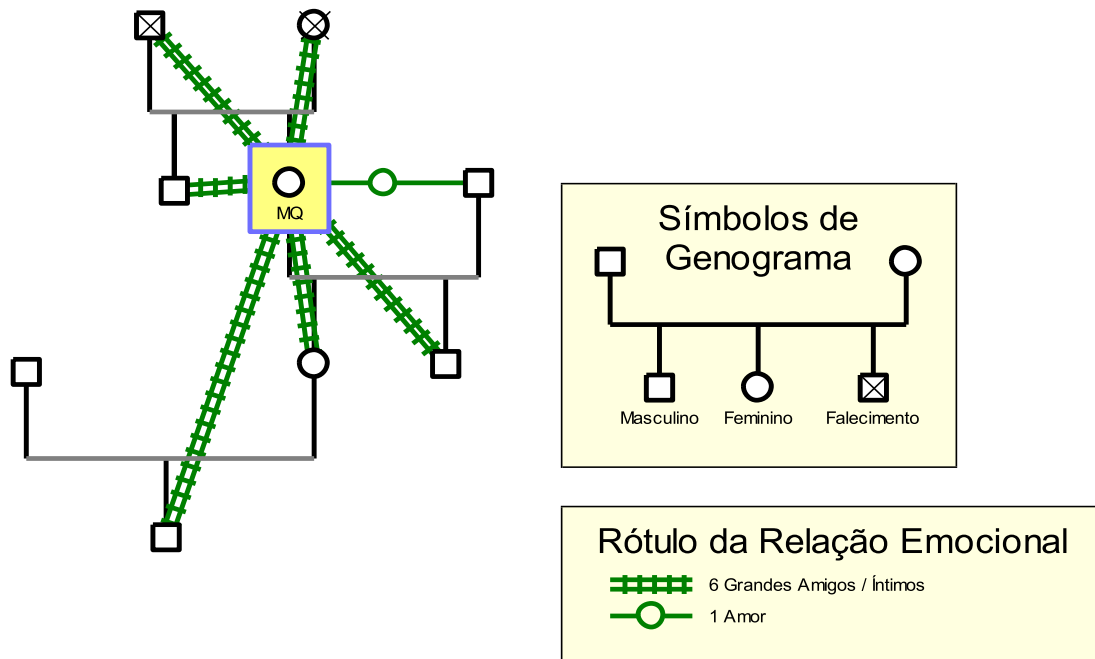 MQ
Símbolos de
Genograma
Masculino
Feminino
Falecimento
Rótulo da Relação Emocional
6 Grandes Amigos / Íntimos
1 Amor